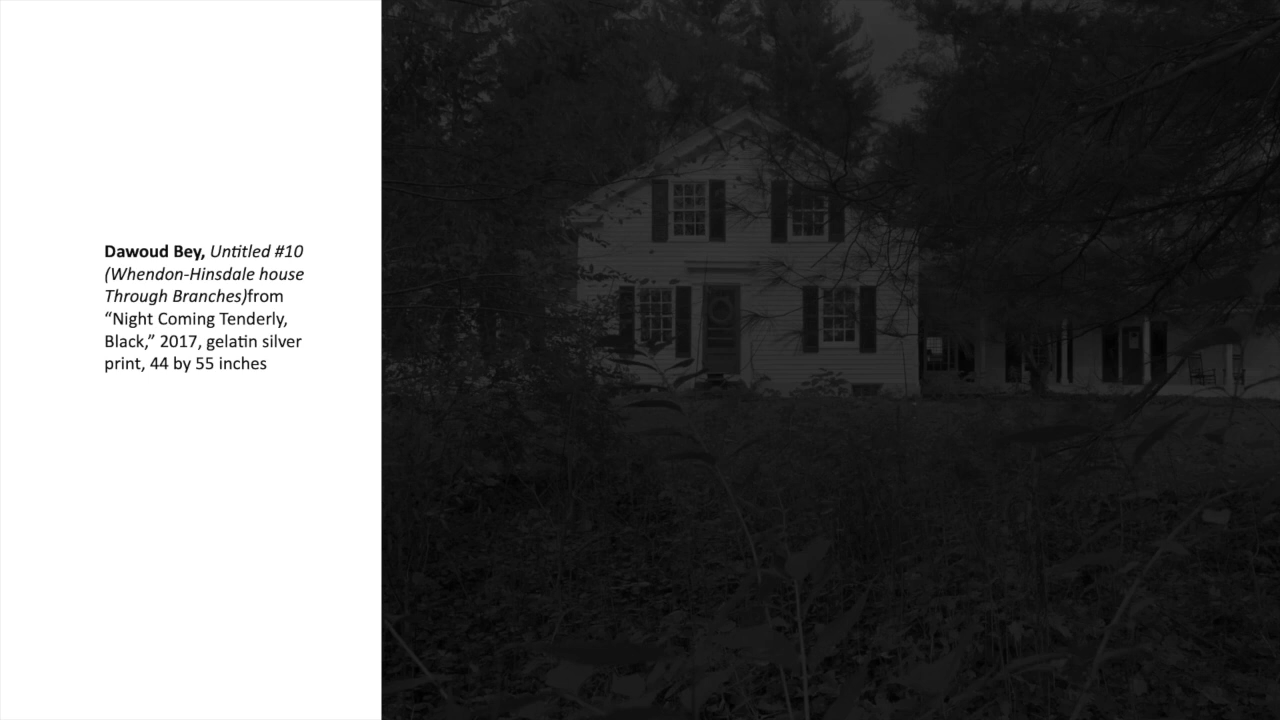 Dawoud Bey, Untitled #10
(Whendon-Hinsdale house
Through Branches)from
“Night Coming Tenderly,
Black,” 2017, gelatin silver
print, 44 by 55 inches